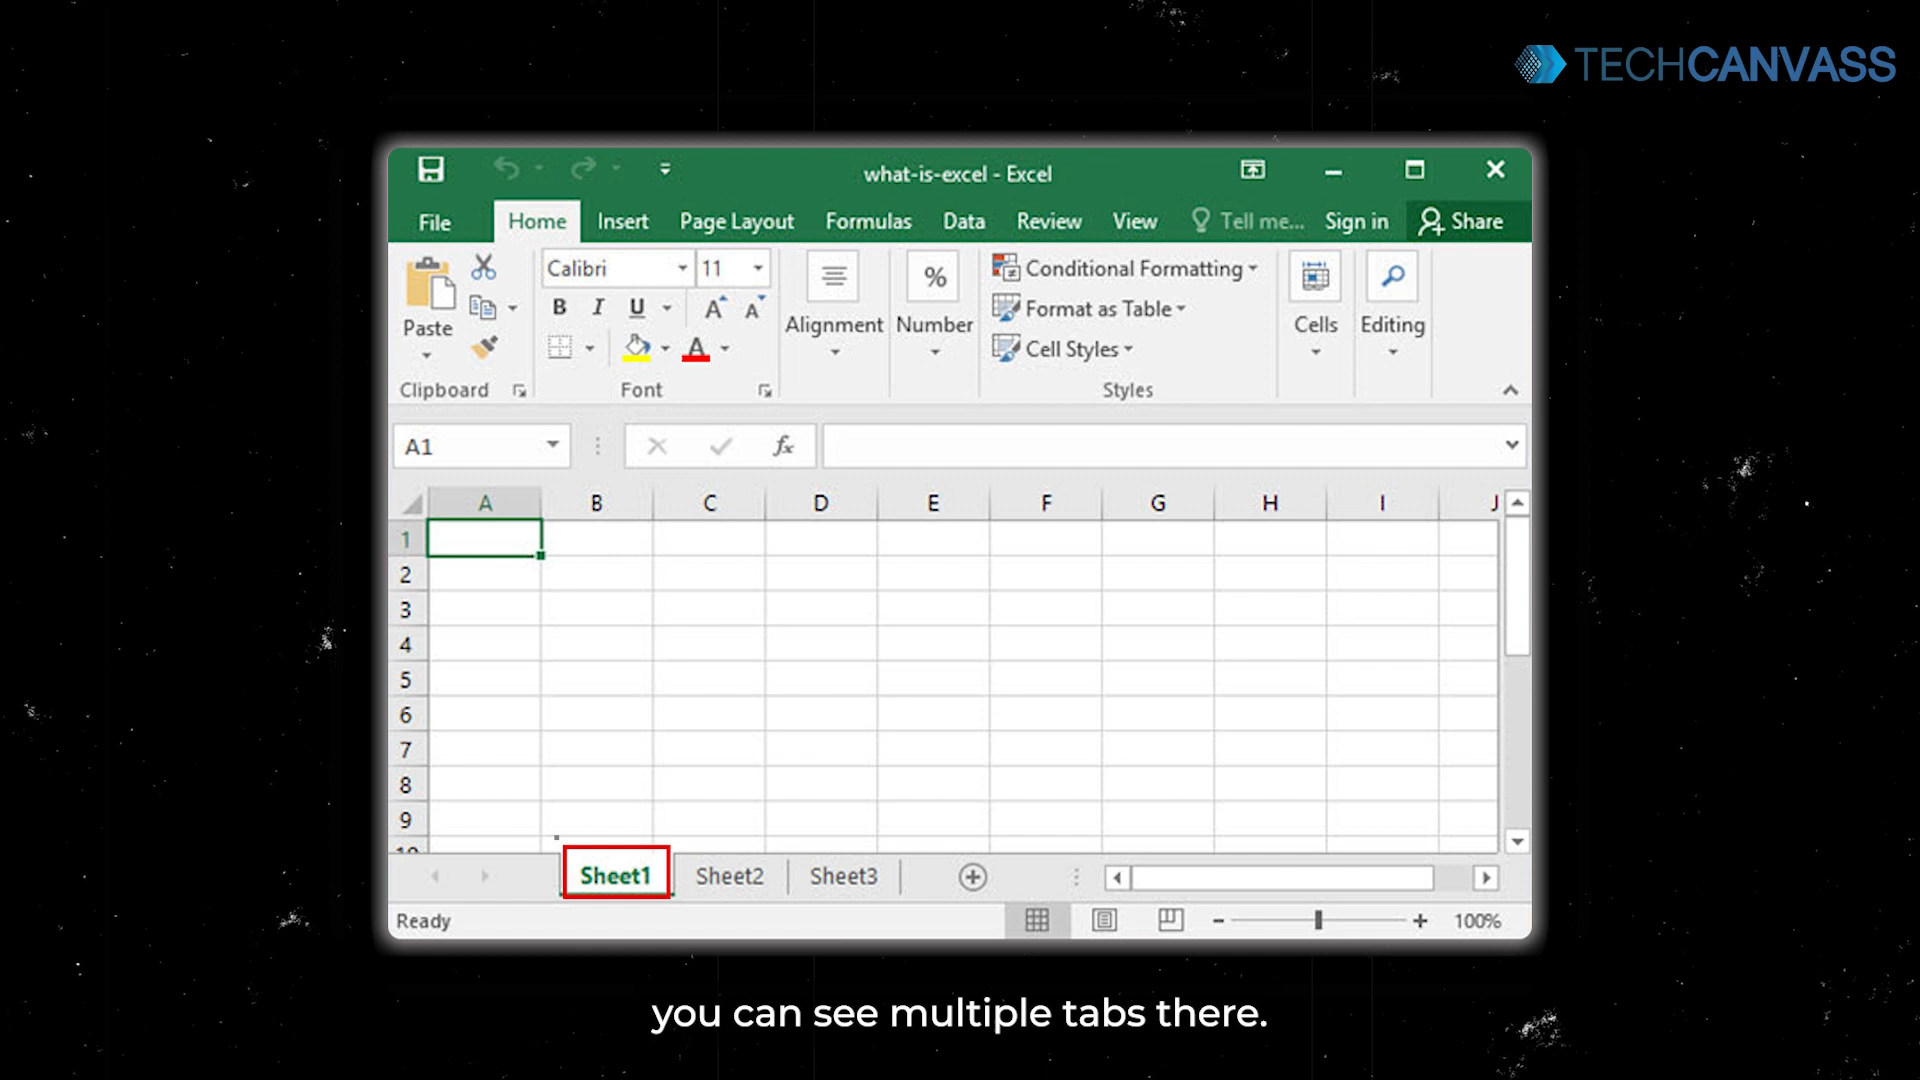 TECHCANVASS
what-is-excel - Excel
File Home Insert Page Layout Formulas Data Review View Tell me... Sign in Share
Calibri 11 % Conditional Formatting
B I U A A Format as Table
Paste Alignment Number Cells Editing
A Cell Styles
Clipboard Font Styles
A1 fx
A B C D E F G H I J
1
2
3
4
5
6
7
8
9
10
Sheet1 Sheet2 Sheet3
Ready 100%
you can see multiple tabs there.